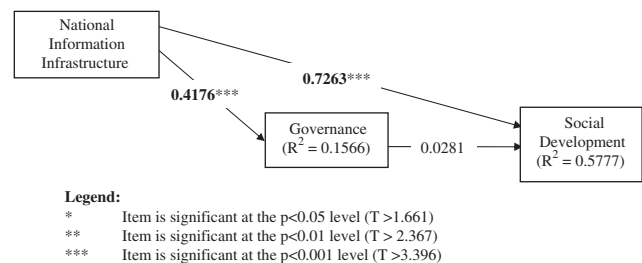 National
Information
Infrastructure
0.7263***
0.4176***
Governance
(R² = 0.1566)
0.0281
Social
Development
(R² = 0.5777)
Legend:
* Item is significant at the p<0.05 level (T >1.661)
** Item is significant at the p<0.01 level (T > 2.367)
*** Item is significant at the p<0.001 level (T >3.396)